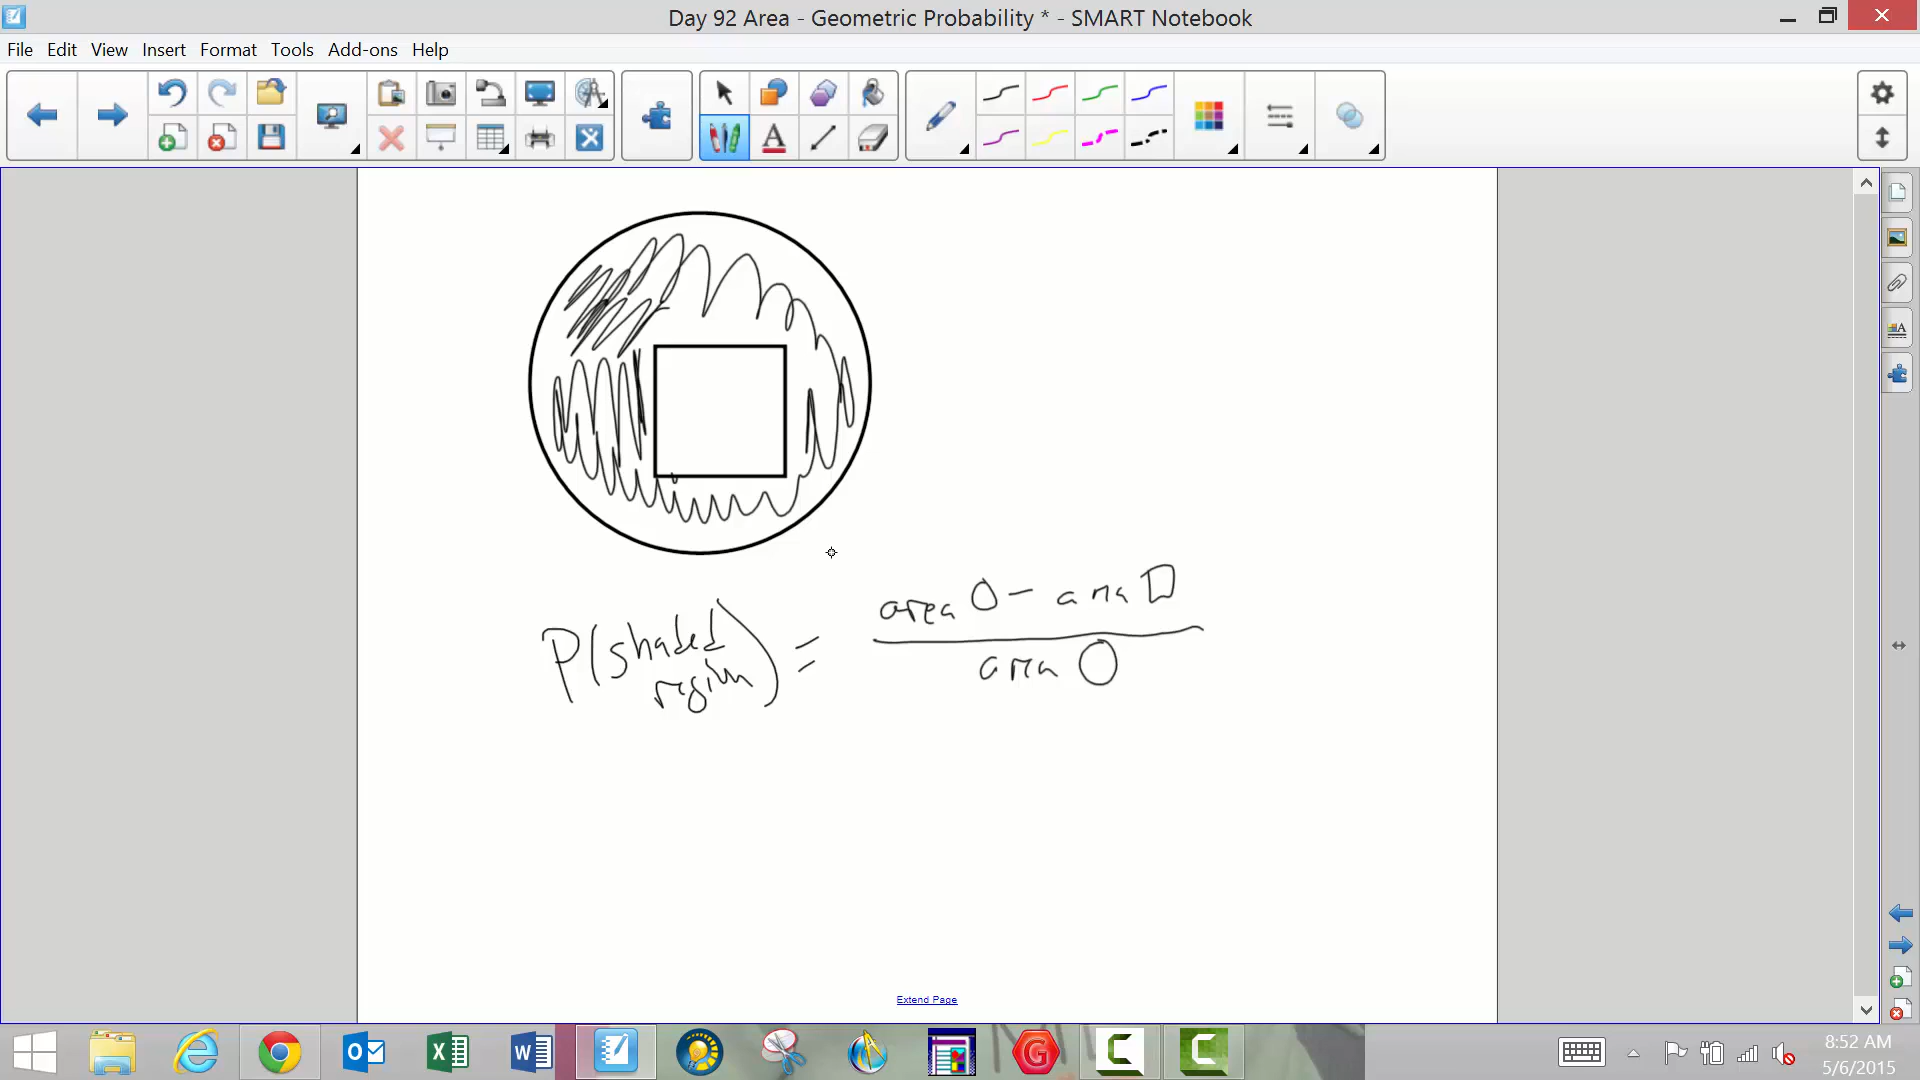 Day 92 Area - Geometric Probability * - SMART Notebook
File Edit View Insert Format Tools Add-ons Help
area ○ - area □
P(shaded region) =
area ○
Extend Page
8:52 AM
5/6/2015